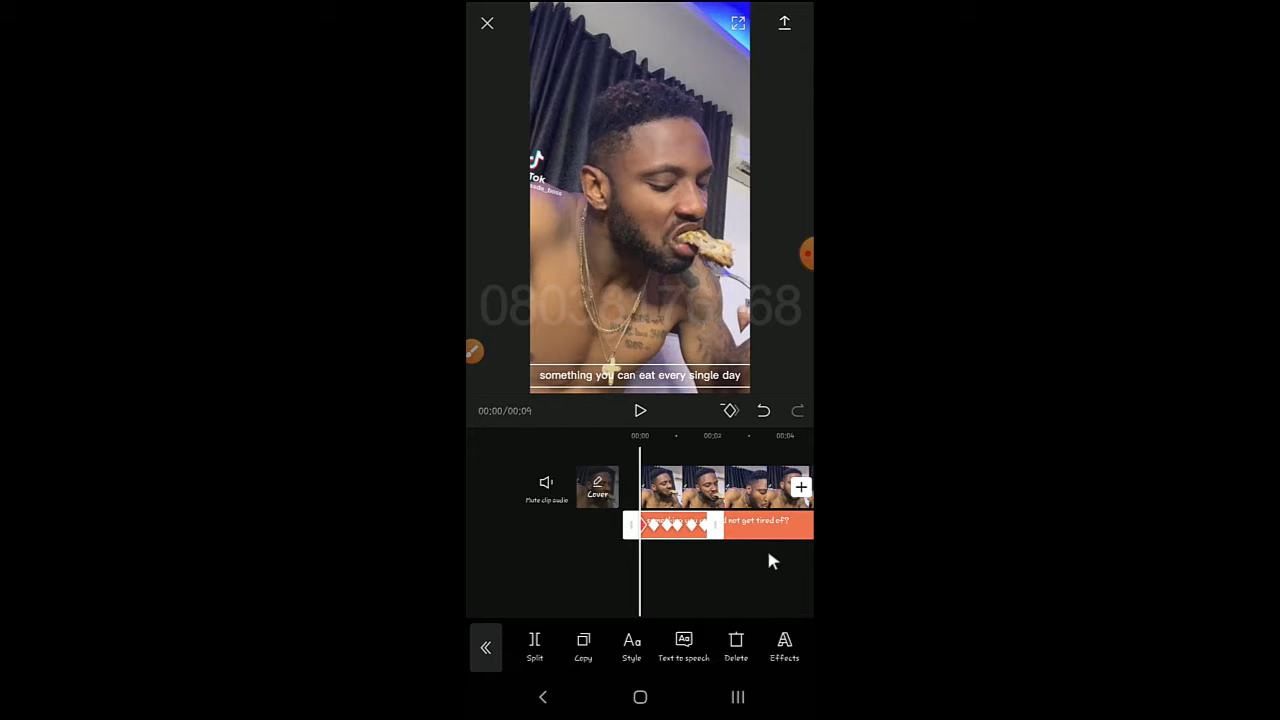 Tok
something you can eat every single day
00:00/00:09
00:00
00:02
00:04
Mute clip audio
Cover
not get tired of?
Split
Copy
Style
Text to speech
Delete
Effects